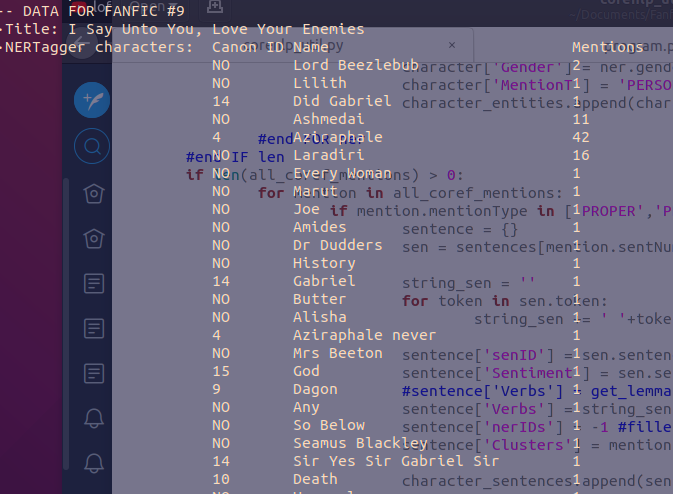 -- DATA FOR FANFIC #9
Title: I Say Unto You, Love Your Enemies
NERTagger characters: Canon ID Name Mentions
NO Lord Beezlebub 2
NO Lilith 1
14 Did Gabriel 1
NO Ashmedai 11
4 Aziraphale 42
NO Laradiri 16
NO Every Woman 1
NO Marut 1
NO Joe 1
NO Amides 1
NO Dr Dudders 1
NO History 1
14 Gabriel 1
NO Butter 1
NO Alisha 1
4 Aziraphale never 1
NO Mrs Beeton 1
15 God 1
9 Dagon 1
NO Any 1
NO So Below 1
NO Seamus Blackley 1
14 Sir Yes Sir Gabriel Sir 1
10 Death 1
character['Gender'] = ner.gend
character['MentionT'] = 'PERSO
character_entities.append(char
#end FOR ner
#end IF len
if len(all_coref_mentions) > 0:
for mention in all_coref_mentions:
if mention.mentionType in ['PROPER','P
sentence = {}
sen = sentences[mention.sentNu
string_sen = ''
for token in sen.token:
string_sen += ' '+toke
sentence['senID'] = sen.senten
sentence['Sentiment'] = sen.se
#sentence['Verbs'] = get_lemma
sentence['Verbs'] = string_sen
sentence['nerIDs'] = -1 #fille
sentence['Clusters'] = mention
character_sentences.append(sen